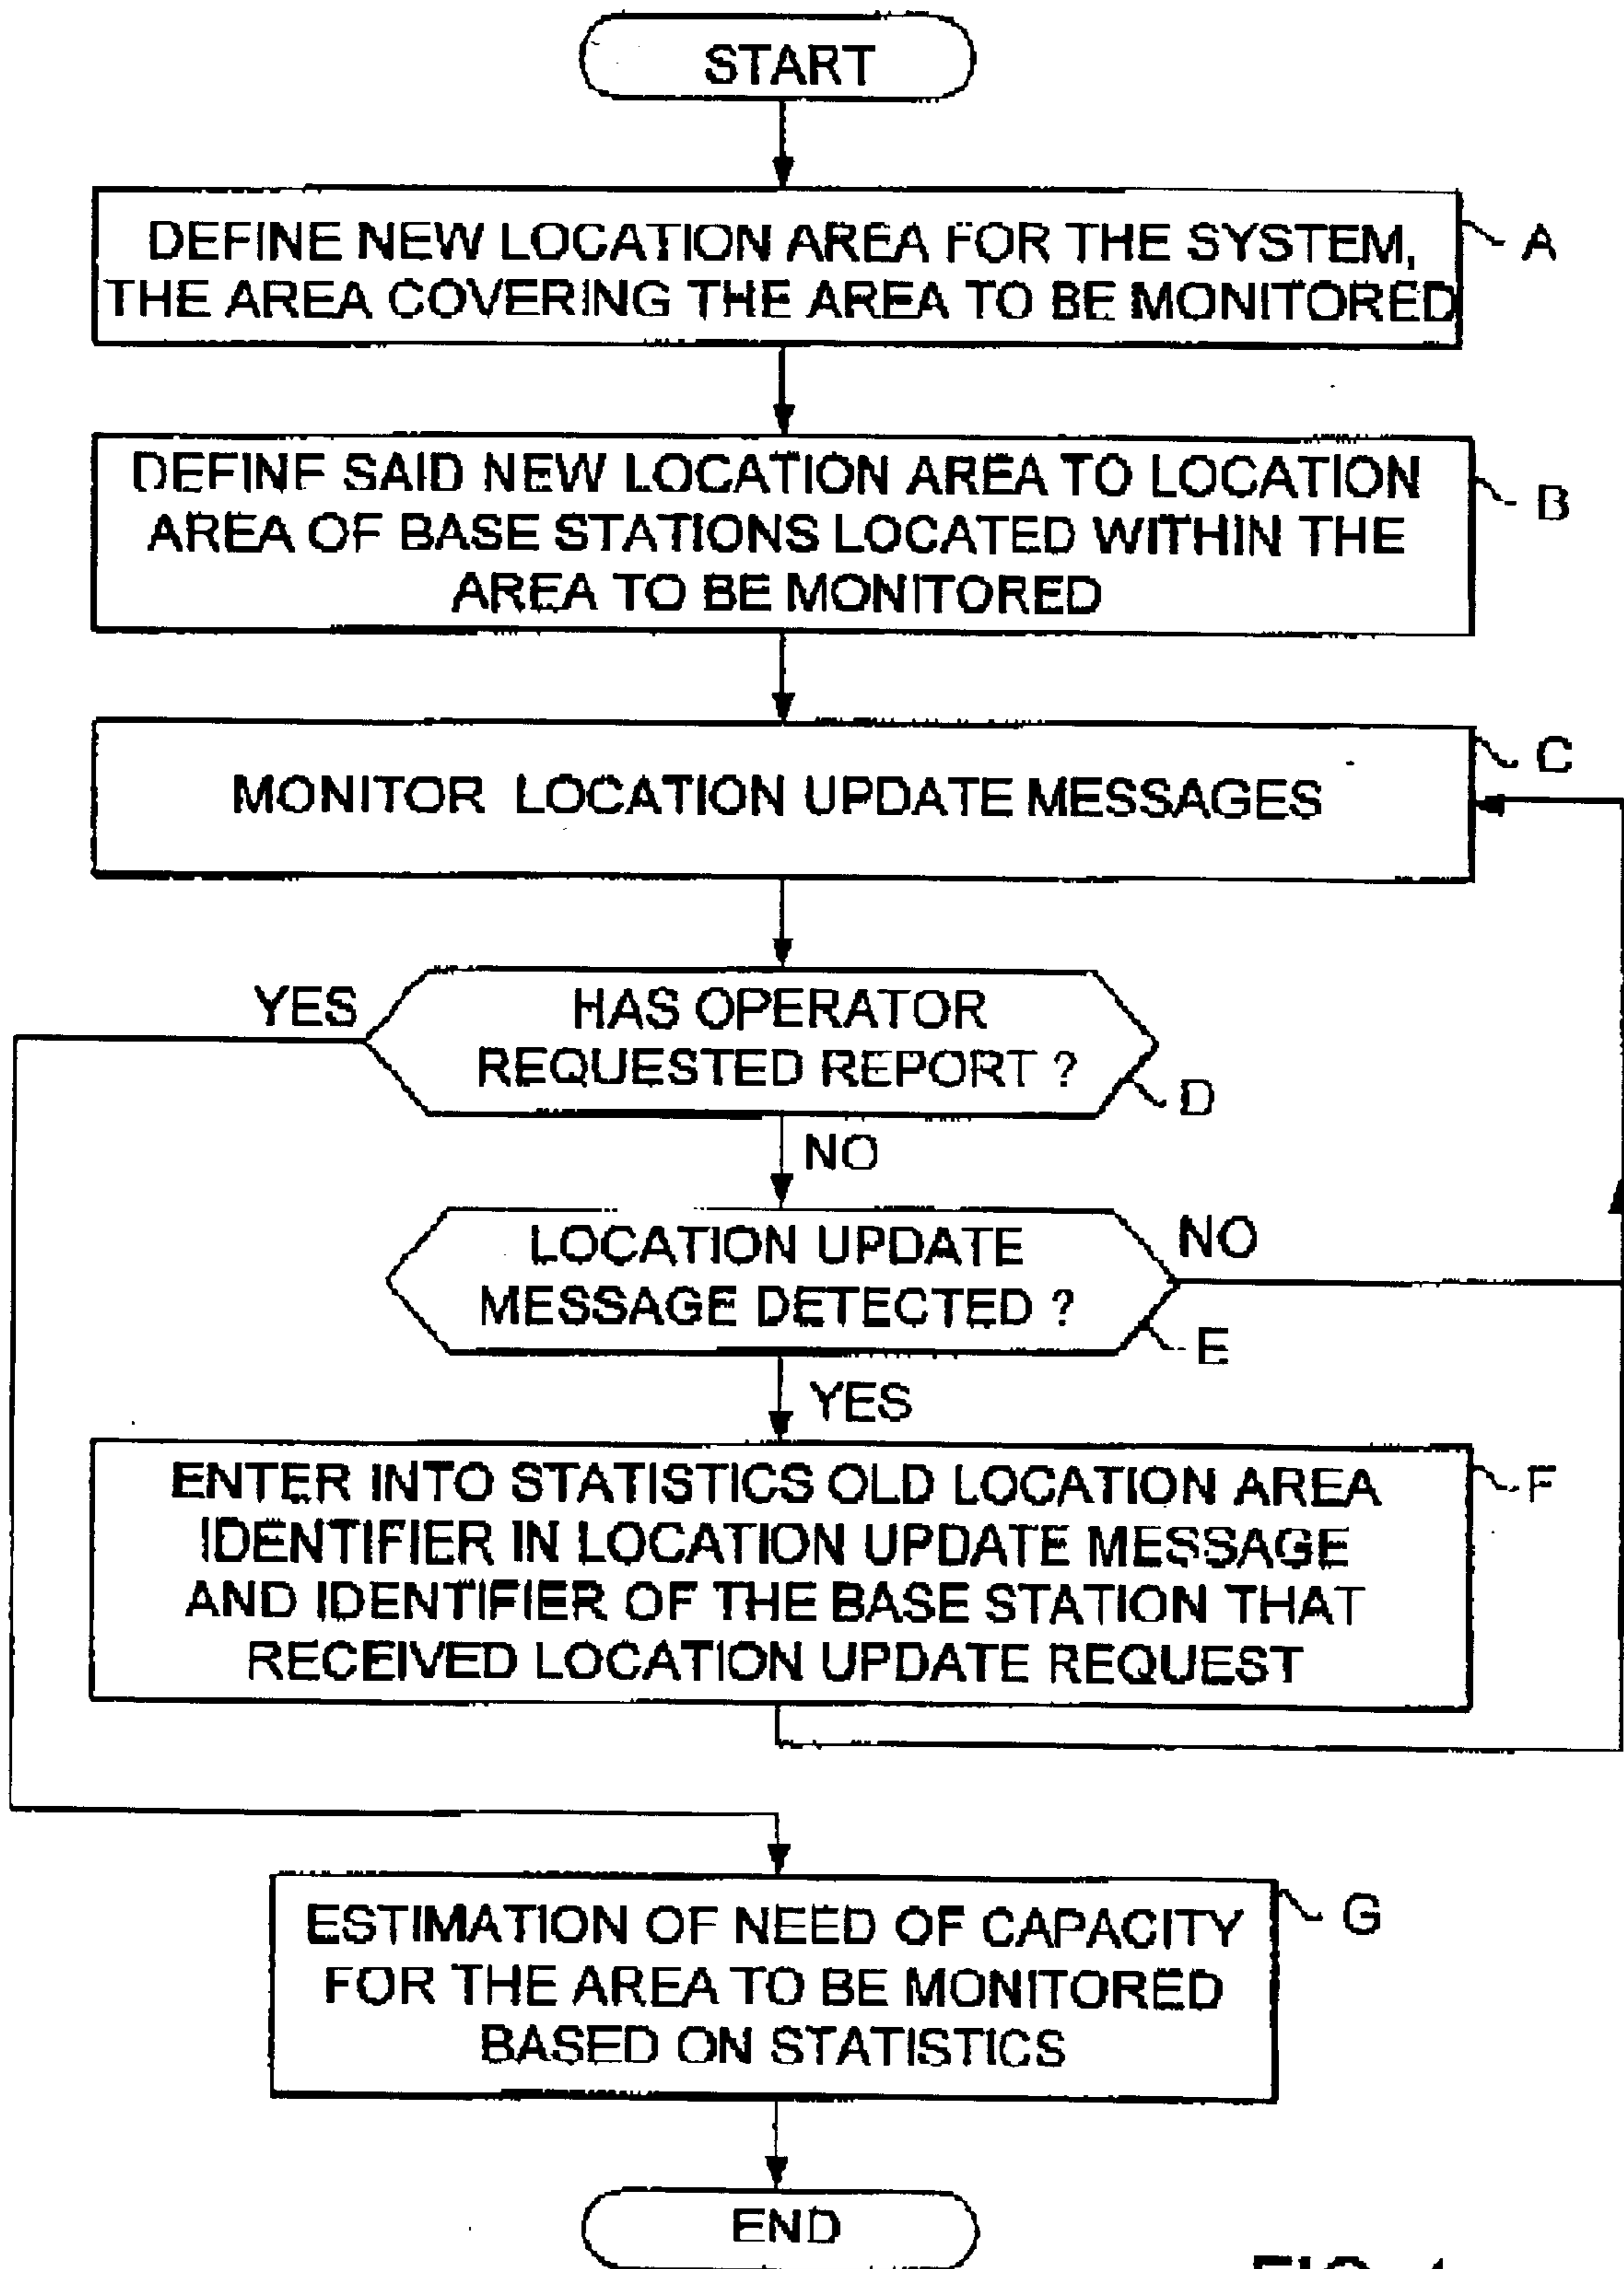 START
DEFINE NEW LOCATION AREA FOR THE SYSTEM,
THE AREA COVERING THE AREA TO BE MONITORED
A
DEFINE SAID NEW LOCATION AREA TO LOCATION
AREA OF BASE STATIONS LOCATED WITHIN THE
AREA TO BE MONITORED
B
MONITOR LOCATION UPDATE MESSAGES
C
YES
HAS OPERATOR
REQUESTED REPORT ?
D
NO
LOCATION UPDATE
MESSAGE DETECTED ?
NO
E
YES
ENTER INTO STATISTICS OLD LOCATION AREA
IDENTIFIER IN LOCATION UPDATE MESSAGE
AND IDENTIFIER OF THE BASE STATION THAT
RECEIVED LOCATION UPDATE REQUEST
F
ESTIMATION OF NEED OF CAPACITY
FOR THE AREA TO BE MONITORED
BASED ON STATISTICS
G
END